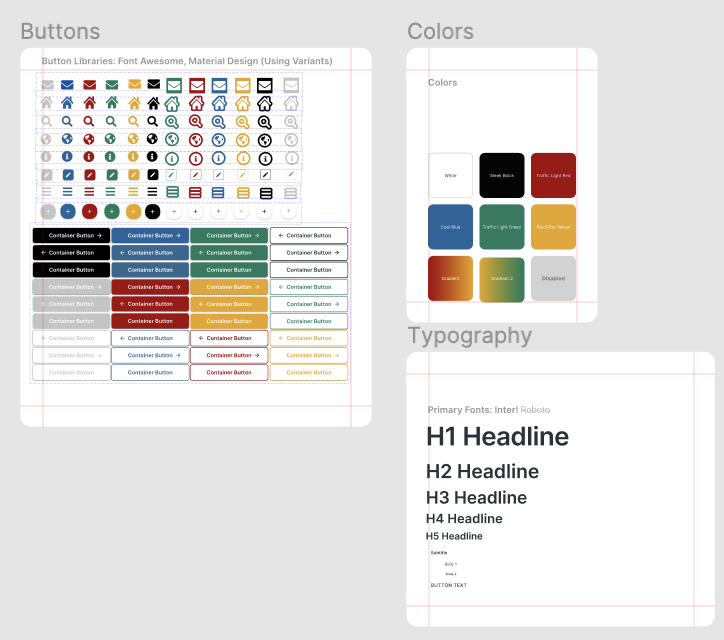 Buttons
Button Libraries: Font Awesome, Material Design (Using Variants)
Container Button → Container Button → Container Button → ← Container Button
← Container Button ← Container Button ← Container Button Container Button →
Container Button Container Button Container Button Container Button
Container Button → Container Button → Container Button → ← Container Button
← Container Button ← Container Button ← Container Button Container Button →
Container Button Container Button Container Button Container Button
← Container Button ← Container Button ← Container Button ← Container Button
Container Button → Container Button → Container Button → Container Button →
Container Button Container Button Container Button Container Button
Colors
Colors
White Sleek Black Traffic Light Red
Cool Blue Traffic Light Green BlackTop Yellow
Gradient Gradient 2 Disabled
Typography
Primary Fonts: Inter! Roboto
H1 Headline
H2 Headline
H3 Headline
H4 Headline
H5 Headline
Subtitle
Body 1
Body 2
BUTTON TEXT